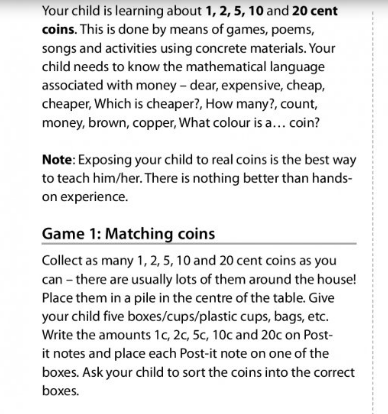 Your child is learning about 1, 2, 5, 10 and 20 cent
coins. This is done by means of games, poems,
songs and activities using concrete materials. Your
child needs to know the mathematical language
associated with money – dear, expensive, cheap,
cheaper, Which is cheaper?, How many?, count,
money, brown, copper, What colour is a… coin?
Note: Exposing your child to real coins is the best way
to teach him/her. There is nothing better than hands-
on experience.
Game 1: Matching coins
Collect as many 1, 2, 5, 10 and 20 cent coins as you
can – there are usually lots of them around the house!
Place them in a pile in the centre of the table. Give
your child five boxes/cups/plastic cups, bags, etc.
Write the amounts 1c, 2c, 5c, 10c and 20c on Post-
it notes and place each Post-it note on one of the
boxes. Ask your child to sort the coins into the correct
boxes.